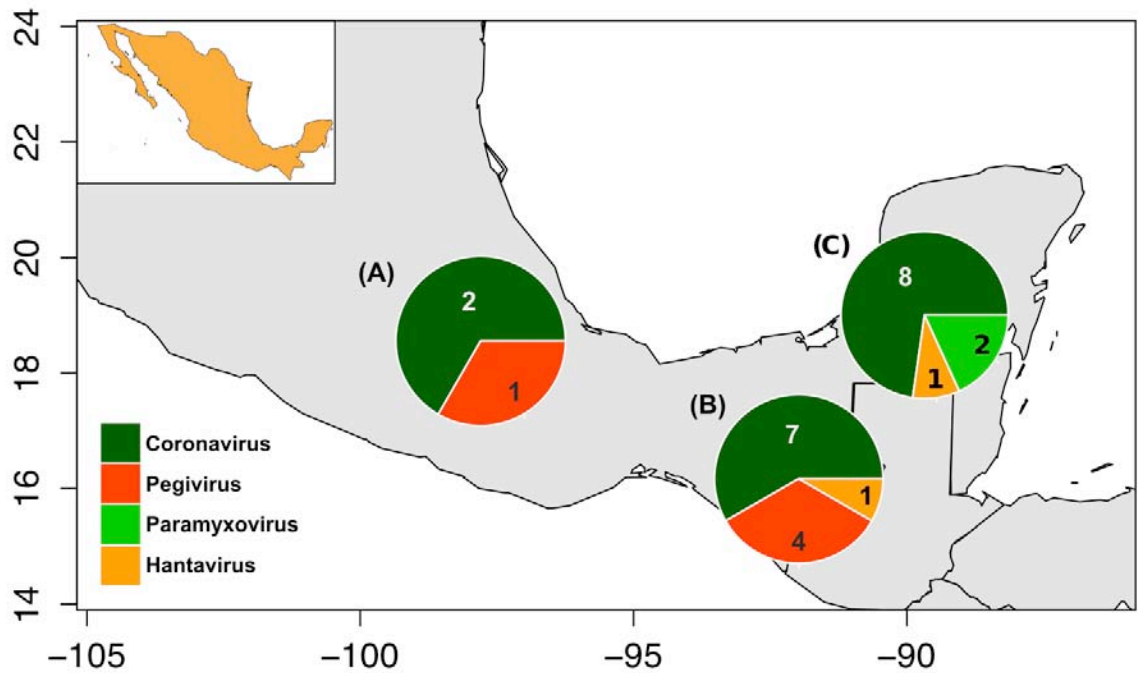 24
22
20
18
16
14
(A)
2
1
(C)
8
2
1
(B)
7
1
4
Coronavirus
Pegivirus
Paramyxovirus
Hantavirus
−105
−100
−95
−90